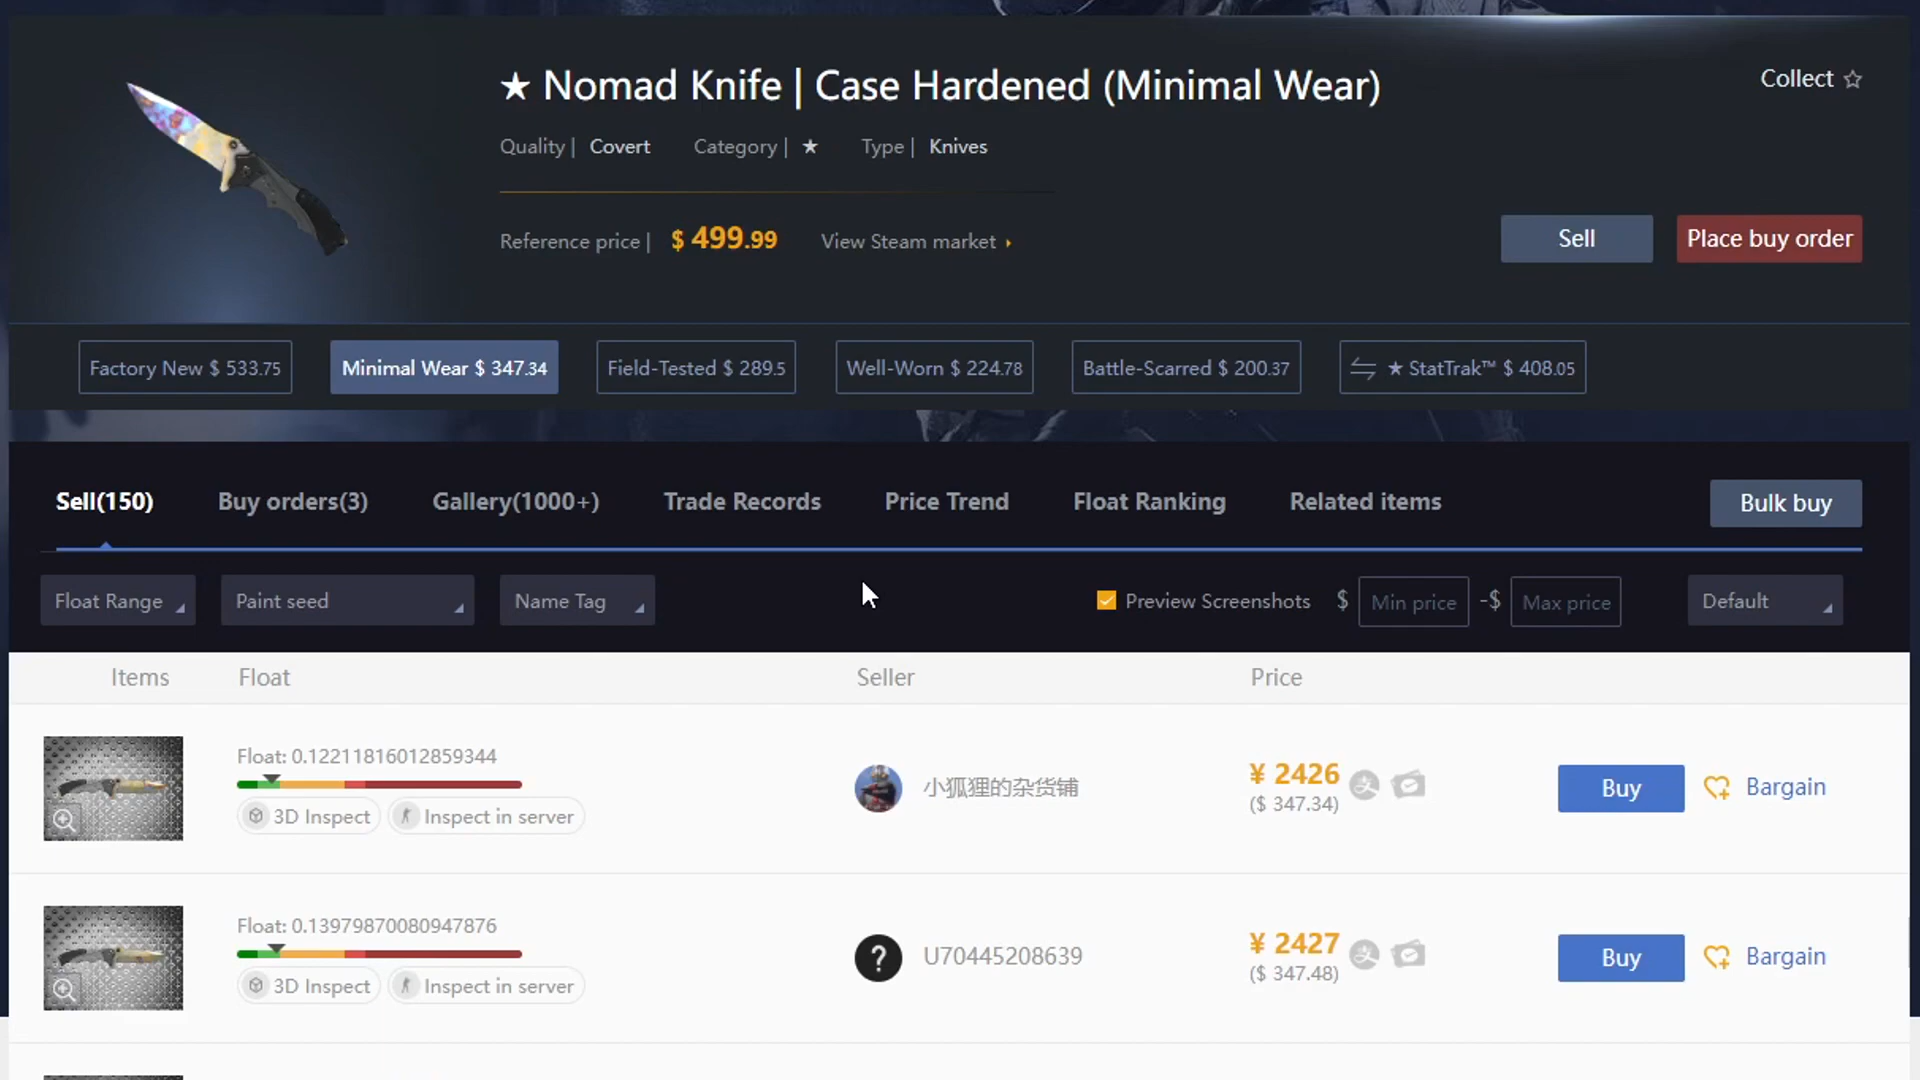 ★ Nomad Knife | Case Hardened (Minimal Wear)
Collect ☆
Quality | Covert Category | ★ Type | Knives
Reference price | $ 499.99 View Steam market
Sell Place buy order
Factory New $ 533.75 Minimal Wear $ 347.34 Field-Tested $ 289.5 Well-Worn $ 224.78 Battle-Scarred $ 200.37 ★ StatTrak™ $ 408.05
Sell(150) Buy orders(3) Gallery(1000+) Trade Records Price Trend Float Ranking Related items Bulk buy
Float Range Paint seed Name Tag Preview Screenshots $ Min price -$ Max price Default
Items Float Seller Price
Float: 0.12211816012859344
3D Inspect Inspect in server
小狐狸的杂货铺
¥ 2426
($ 347.34)
Buy Bargain
Float: 0.13979870080947876
3D Inspect Inspect in server
U70445208639
¥ 2427
($ 347.48)
Buy Bargain